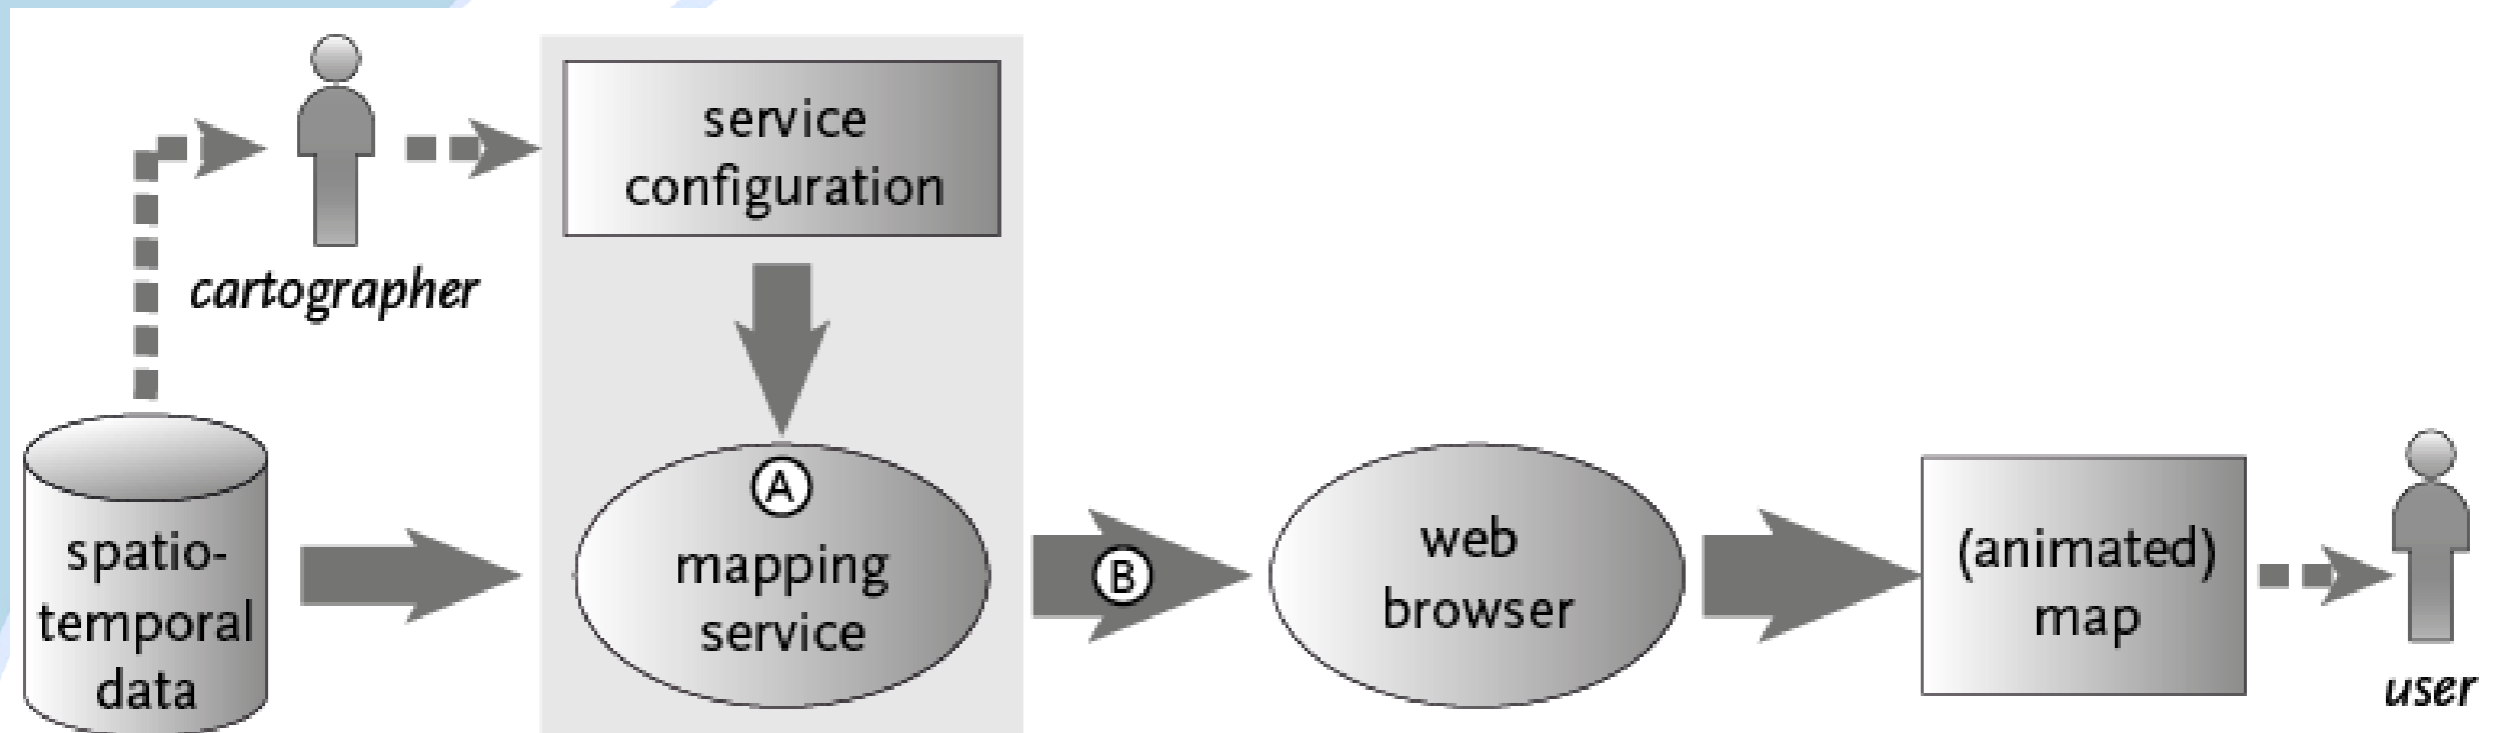 service
configuration
cartographer
A
mapping
service
spatio-
temporal
data
B
web
browser
(animated)
map
user